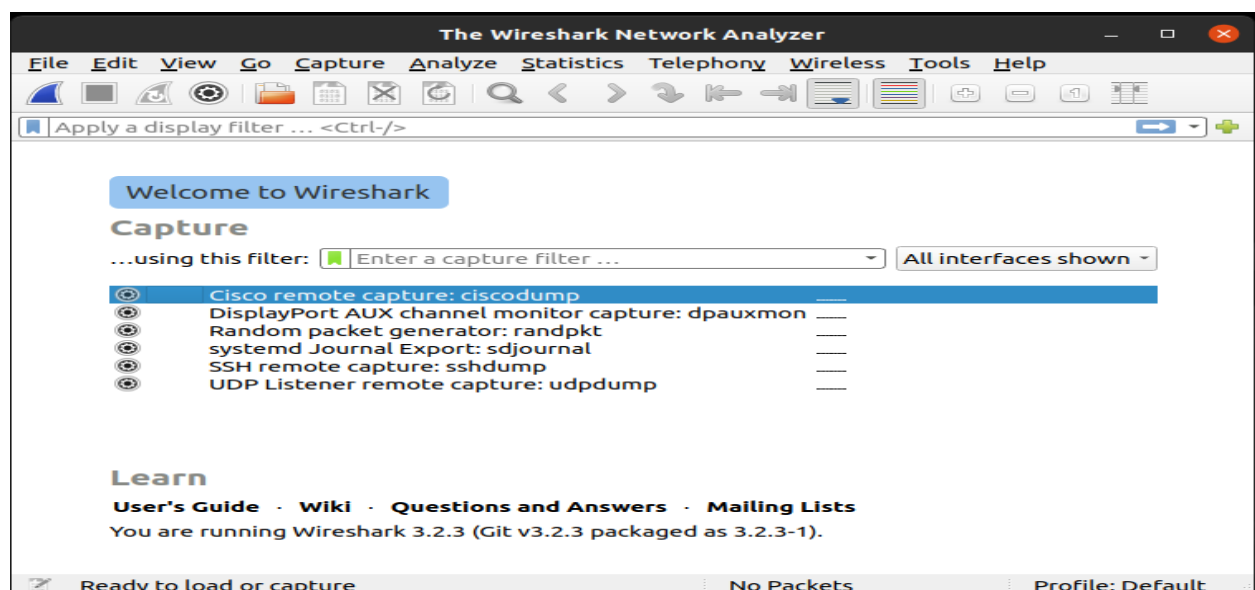 The Wireshark Network Analyzer
File Edit View Go Capture Analyze Statistics Telephony Wireless Tools Help
Apply a display filter ... <Ctrl-/>
Welcome to Wireshark
Capture
...using this filter: Enter a capture filter ... All interfaces shown
Cisco remote capture: ciscodump
DisplayPort AUX channel monitor capture: dpauxmon
Random packet generator: randpkt
systemd Journal Export: sdjournal
SSH remote capture: sshdump
UDP Listener remote capture: udpdump
Learn
User's Guide · Wiki · Questions and Answers · Mailing Lists
You are running Wireshark 3.2.3 (Git v3.2.3 packaged as 3.2.3-1).
Ready to load or capture No Packets Profile: Default